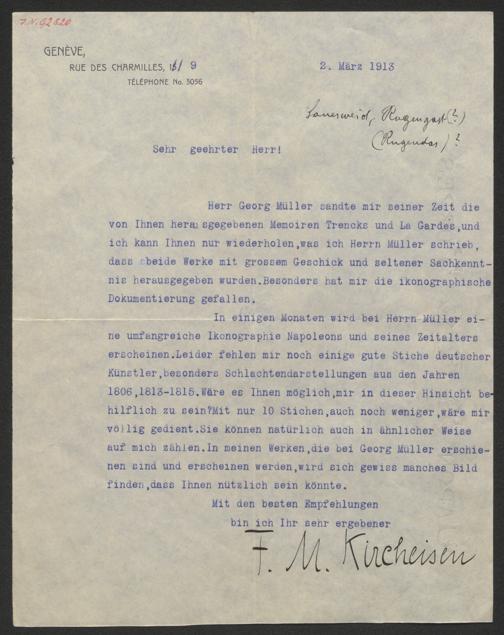 J.N. 92820
GENÈVE,
RUE DES CHARMILLES, 9
TÉLÉPHONE No. 3056
2. März 1913
(Rugendas)?
Sehr geehrter Herr!
Herr Georg Müller sandte mir seiner Zeit die
von Ihnen herausgegebenen Memoiren Trencks und La Gardes,und
ich kann Ihnen nur wiederholen,was ich Herrn Müller schrieb,
dass beide Werke mit grossem Geschick und seltener Sachkennt-
nis herausgegeben wurden.Besonders hat mir die ikonographische
Dokumentierung gefallen.
In einigen Monaten wird bei Herrn Müller ei-
ne umfangreiche Ikonographie Napoleons und seines Zeitalters
erscheinen.Leider fehlen mir noch einige gute Stiche deutscher
Künstler,besonders Schlachtendarstellungen aus den Jahren
1806,1813-1815.Wäre es Ihnen möglich,mir in dieser Hinsicht be-
hilflich zu sein?Mit nur 10 Stichen,auch noch weniger,wäre mir
völlig gedient.Sie können natürlich auch in ähnlicher Weise
auf mich zählen.In meinen Werken,die bei Georg Müller erschie-
nen sind und erscheinen werden,wird sich gewiss manches Bild
finden,dass Ihnen nützlich sein könnte.
Mit den besten Empfehlungen
bin ich Ihr sehr ergebener
F. M. Kircheisen